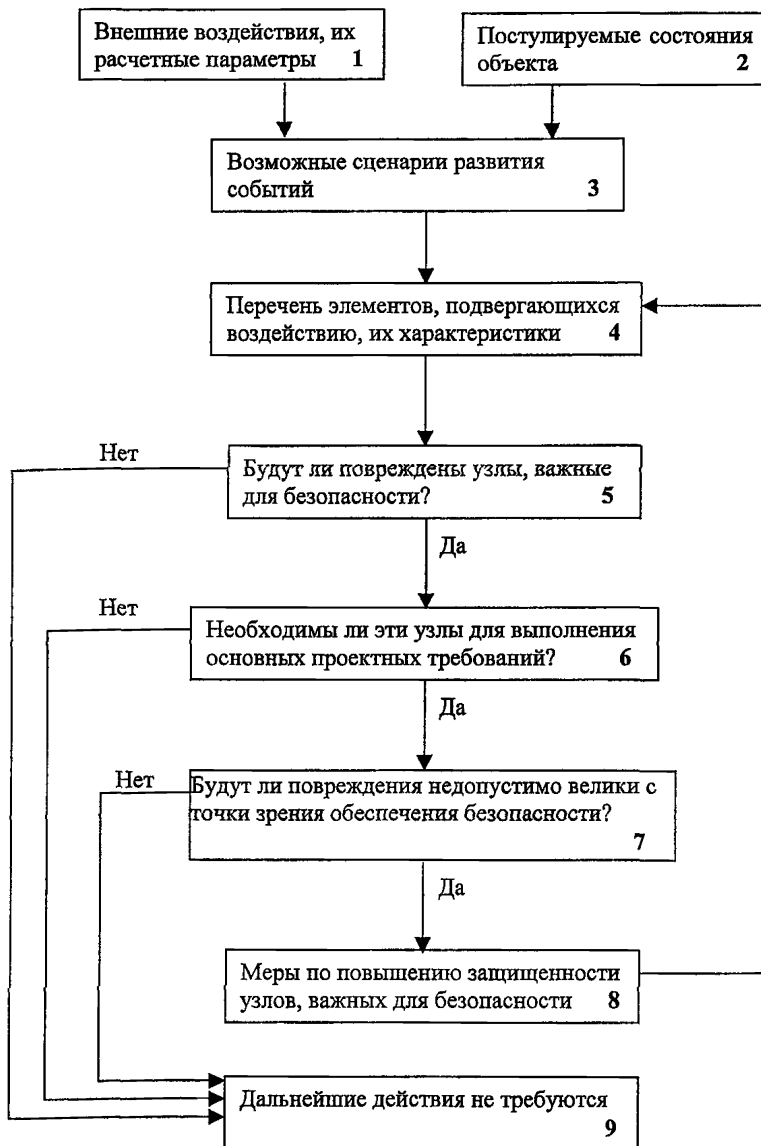 Внешние воздействия, их
расчетные параметры 1
Постулируемые состояния
объекта 2
Возможные сценарии развития
событий 3
Перечень элементов, подвергающихся
воздействию, их характеристики 4
Нет
Будут ли повреждены узлы, важные
для безопасности? 5
Да
Нет
Необходимы ли эти узлы для выполнения
основных проектных требований? 6
Да
Нет
Будут ли повреждения недопустимо велики с
точки зрения обеспечения безопасности?
7
Да
Меры по повышению защищенности
узлов, важных для безопасности 8
Дальнейшие действия не требуются
9